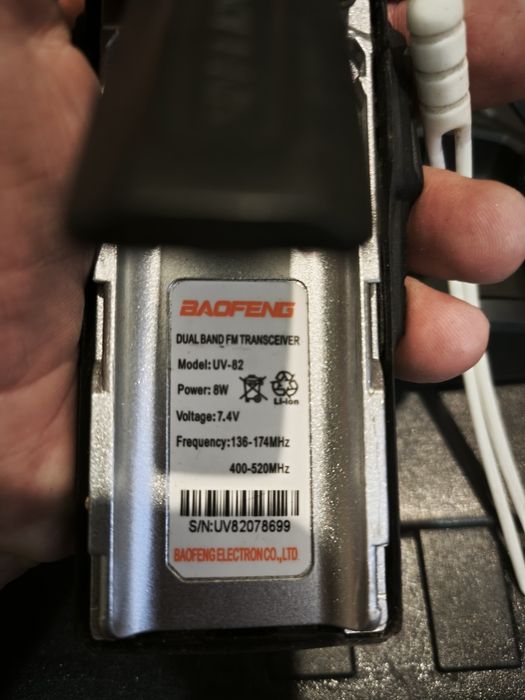 BAOFENG
DUAL BAND FM TRANSCEIVER
Model:UV-82
Power:8W
Li-ion
Voltage:7.4V
Frequency:136-174MHz
400-520MHz
S/N:UV82078699
BAOFENG ELECTRON CO.,LTD.